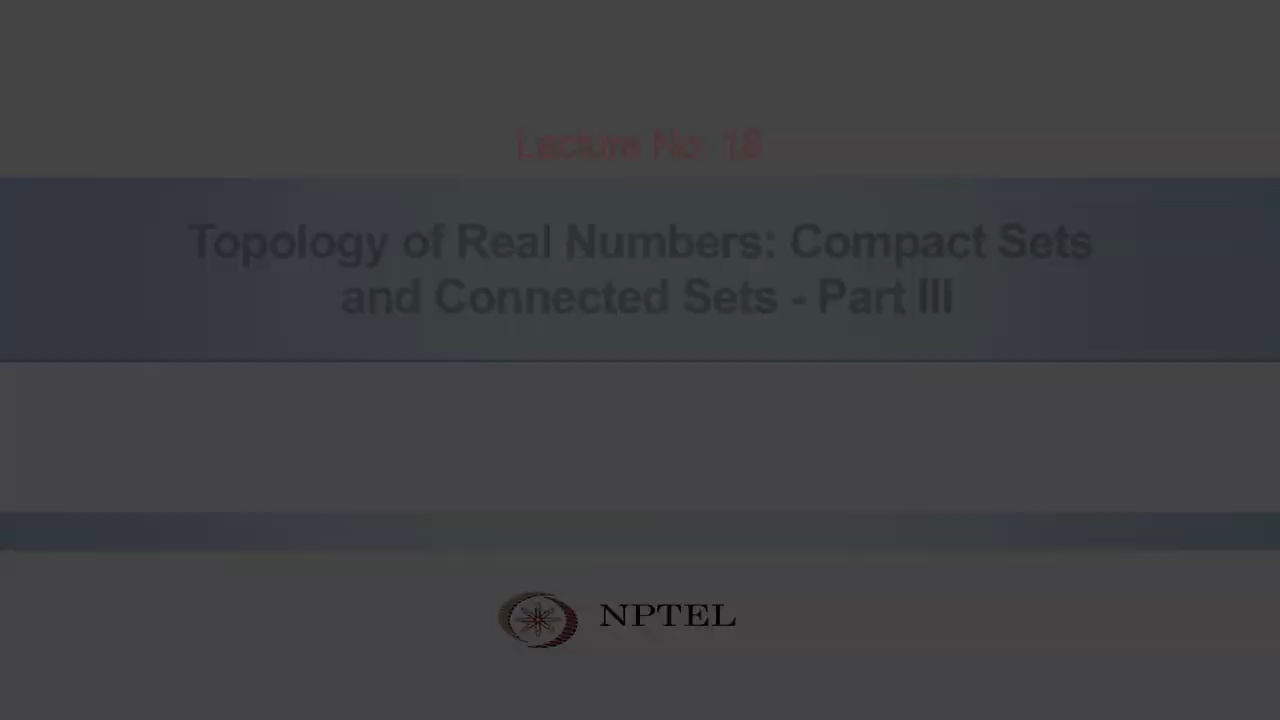 Lecture No. 18
Topology of Real Numbers: Compact Sets
and Connected Sets - Part III
NPTEL